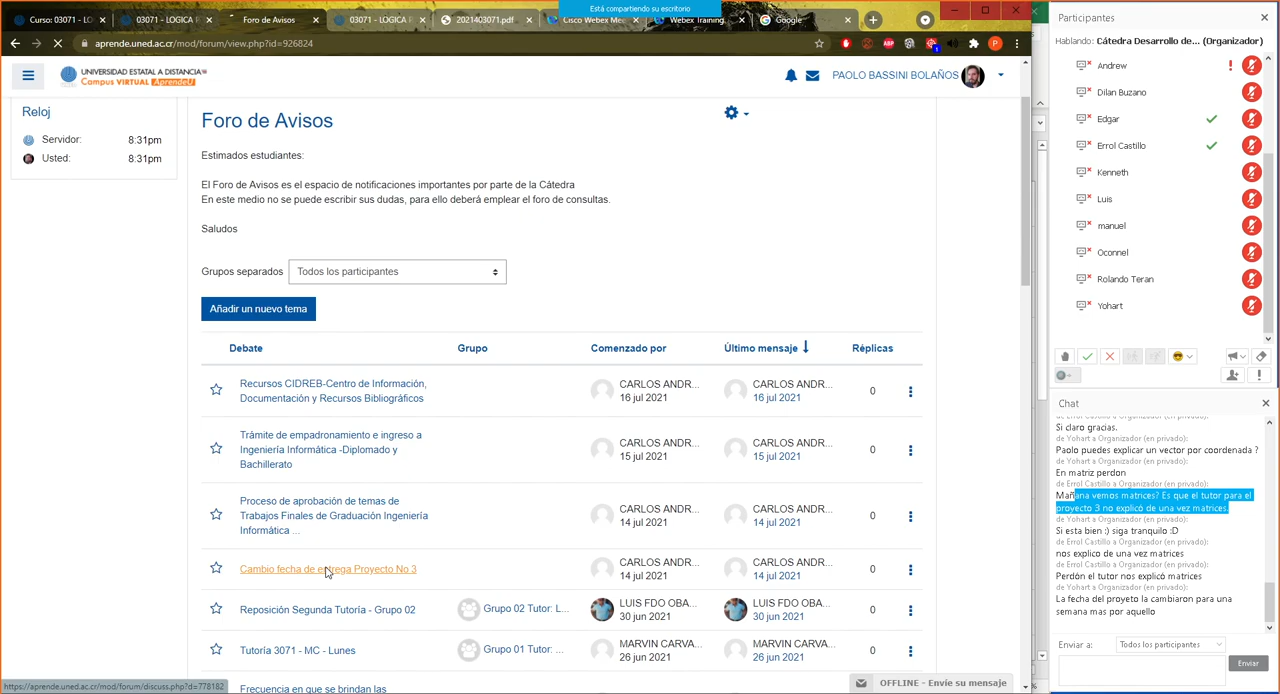 Está compartiendo su escritorio
Curso: 03071 - LOGICA
03071 - LOGICA
Foro de Avisos
03071 - LOGICA
2021403071.pdf
Cisco Webex Me
Webex Training
Google
aprende.uned.ac.cr/mod/forum/view.php?id=926824
ABP
P
UNIVERSIDAD ESTATAL A DISTANCIA
Campus VIRTUAL AprendeU
PAOLO BASSINI BOLAÑOS
Reloj
Servidor: 8:31pm
Usted: 8:31pm
Foro de Avisos
Estimados estudiantes:
El Foro de Avisos es el espacio de notificaciones importantes por parte de la Cátedra
En este medio no se puede escribir sus dudas, para ello deberá emplear el foro de consultas.
Saludos
Grupos separados Todos los participantes
Añadir un nuevo tema
Debate Grupo Comenzado por Último mensaje Réplicas
Recursos CIDREB-Centro de Información,
Documentación y Recursos Bibliográficos
CARLOS ANDR...
16 jul 2021
CARLOS ANDR...
16 jul 2021
0
Trámite de empadronamiento e ingreso a
Ingeniería Informática -Diplomado y
Bachillerato
CARLOS ANDR...
15 jul 2021
CARLOS ANDR...
15 jul 2021
0
Proceso de aprobación de temas de
Trabajos Finales de Graduación Ingeniería
Informática ...
CARLOS ANDR...
14 jul 2021
CARLOS ANDR...
14 jul 2021
0
Cambio fecha de entrega Proyecto No 3
CARLOS ANDR...
14 jul 2021
CARLOS ANDR...
14 jul 2021
0
Reposición Segunda Tutoría - Grupo 02
Grupo 02 Tutor: L...
LUIS FDO OBA...
30 jun 2021
LUIS FDO OBA...
30 jun 2021
0
Tutoría 3071 - MC - Lunes
Grupo 01 Tutor: ...
MARVIN CARVA...
26 jun 2021
MARVIN CARVA...
26 jun 2021
0
Frecuencia en que se brindan las
https://aprende.uned.ac.cr/mod/forum/discuss.php?d=778182
OFFLINE - Envíe su mensaje
Participantes
Hablando: Cátedra Desarrollo de... (Organizador)
Andrew
Dilan Buzano
Edgar
Errol Castillo
Kenneth
Luis
manuel
Oconnel
Rolando Teran
Yohart
Chat
de Errol Castillo a Organizador (en privado):
Si claro gracias.
de Yohart a Organizador (en privado):
Paolo puedes explicar un vector por coordenada ?
de Yohart a Organizador (en privado):
En matriz perdon
de Errol Castillo a Organizador (en privado):
Mañana vemos matrices? Es que el tutor para el
proyecto 3 no explicó de una vez matrices.
de Yohart a Organizador (en privado):
Si esta bien :) siga tranquilo :D
de Errol Castillo a Organizador (en privado):
nos explico de una vez matrices
de Errol Castillo a Organizador (en privado):
Perdón el tutor nos explicó matrices
de Errol Castillo a Organizador (en privado):
La fecha del proyecto la cambiaron para una
semana mas por aquello
Enviar a: Todos los participantes
Enviar